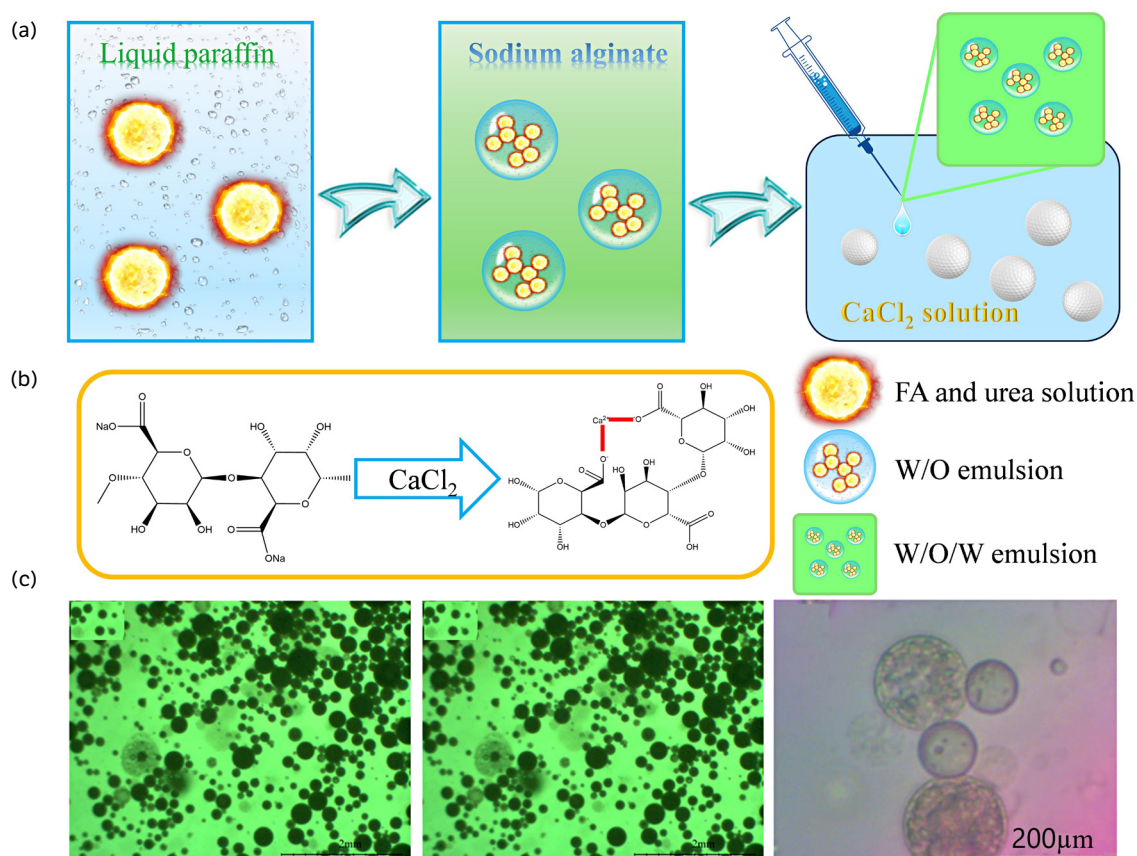 (a)
Liquid paraffin
Sodium alginate
CaCl₂ solution
(b)
NaO
O
O
O
O
HO
OH
HO
OH
O
ONa
CaCl₂
Ca²⁺
O
O
OH
OH
OH
OH
O
O
O⁻
O
HO
OH
HO
O
HO
OH
O
O
OH
O
OH
FA and urea solution
W/O emulsion
W/O/W emulsion
(c)
2mm
2mm
200μm